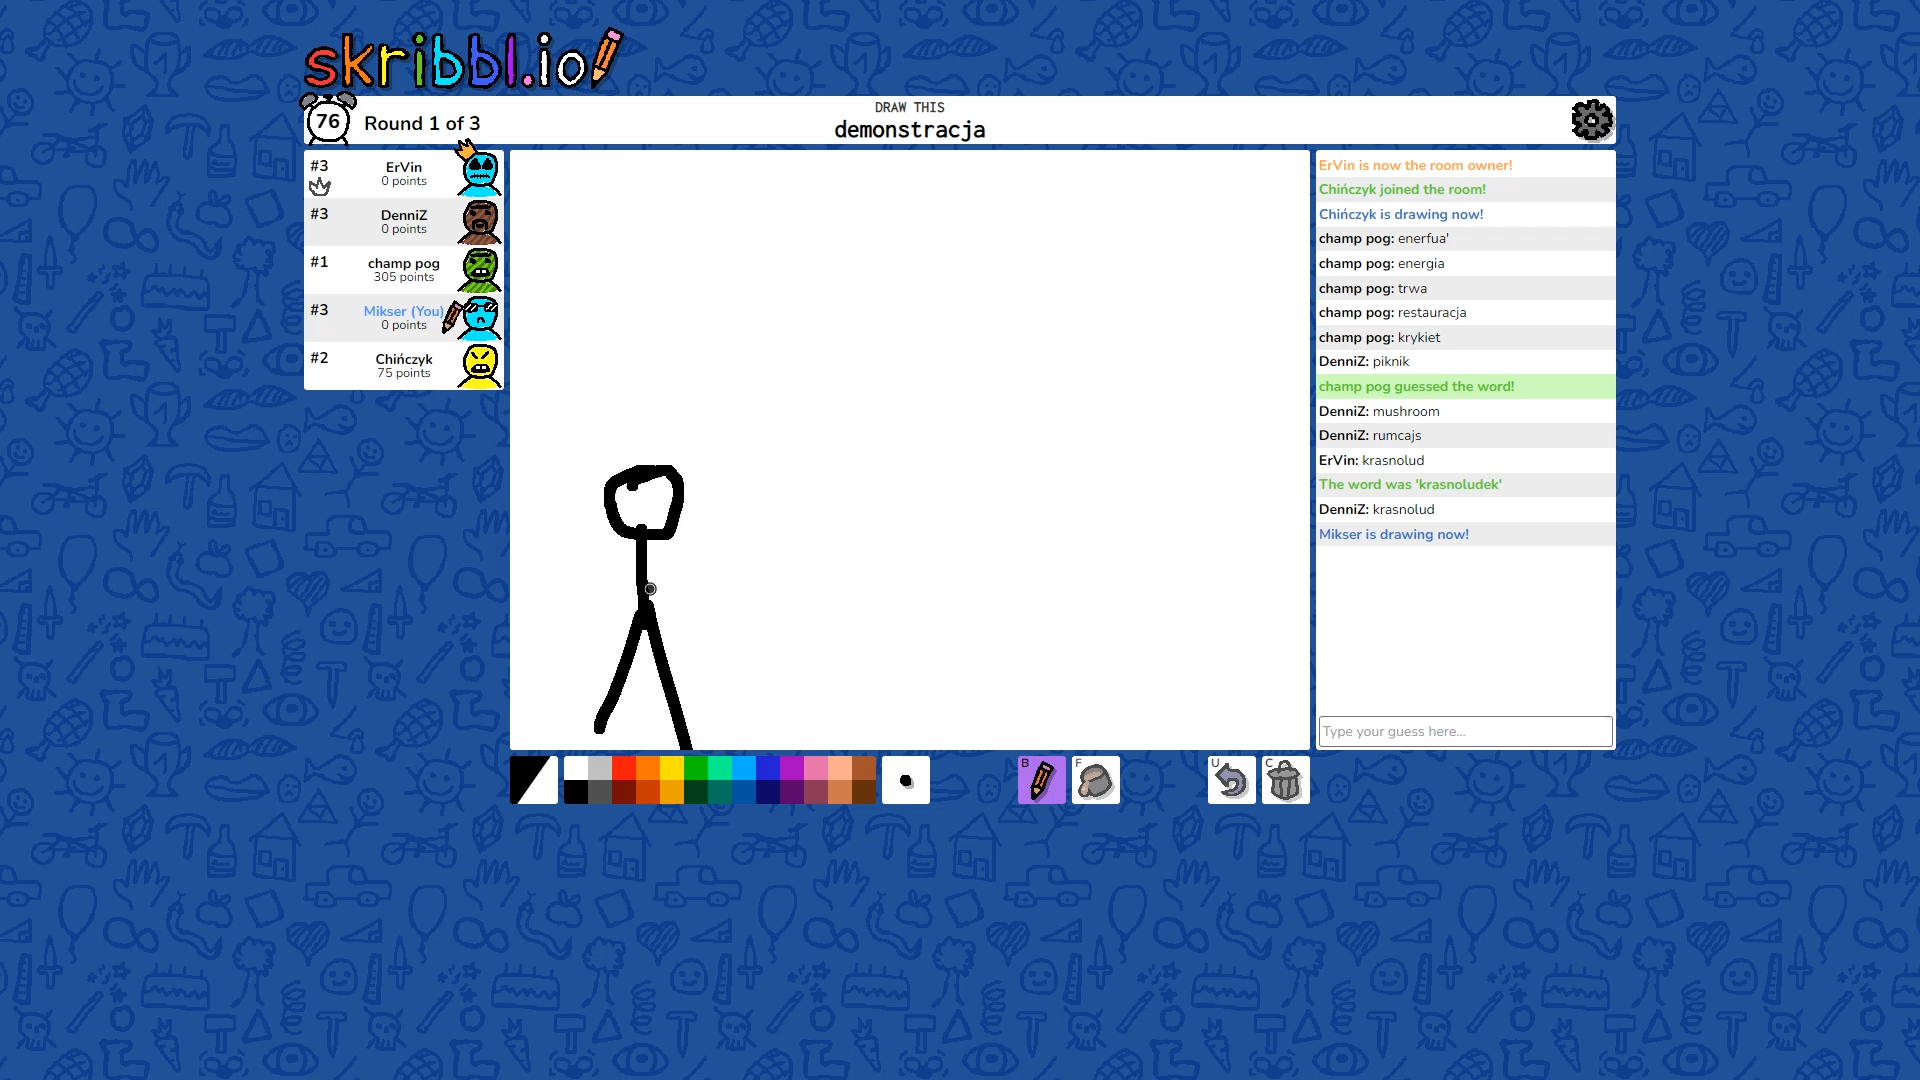 skribbl.io
76
Round 1 of 3
DRAW THIS
demonstracja
#3
ErVin
0 points
#3
DenniZ
0 points
#1
champ pog
305 points
#3
Mikser (You)
0 points
#2
Chińczyk
75 points
ErVin is now the room owner!
Chińczyk joined the room!
Chińczyk is drawing now!
champ pog: enerfua'
champ pog: energia
champ pog: trwa
champ pog: restauracja
champ pog: krykiet
DenniZ: piknik
champ pog guessed the word!
DenniZ: mushroom
DenniZ: rumcajs
ErVin: krasnolud
The word was 'krasnoludek'
DenniZ: krasnolud
Mikser is drawing now!
Type your guess here...
B
F
U
C